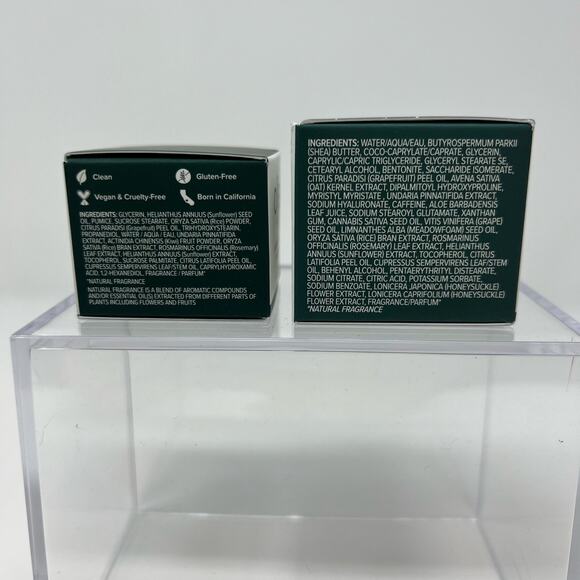 Clean
Gluten-Free
Vegan & Cruelty-Free
Born in California
INGREDIENTS: GLYCERIN, HELIANTHUS ANNUUS (Sunflower) SEED
OIL, PUMICE, SUCROSE STEARATE, ORYZA SATIVA (Rice) POWDER,
CITRUS PARADISI (Grapefruit) PEEL OIL, TRIHYDROXYSTEARIN,
PROPANEDIOL, WATER / AQUA / EAU, UNDARIA PINNATIFIDA
EXTRACT, ACTINIDIA CHINENSIS (Kiwi) FRUIT POWDER, ORYZA
SATIVA (Rice) BRAN EXTRACT, ROSMARINUS OFFICINALIS (Rosemary)
LEAF EXTRACT, HELIANTHUS ANNUUS (Sunflower) EXTRACT,
TOCOPHEROL, SUCROSE PALMITATE, CITRUS LATIFOLIA PEEL OIL,
CUPRESSUS SEMPERVIRENS LEAF/STEM OIL, CAPRYLHYDROXAMIC
ACID, 1,2-HEXANEDIOL, FRAGRANCE / PARFUM*
*NATURAL FRAGRANCE
*NATURAL FRAGRANCE IS A BLEND OF AROMATIC COMPOUNDS
AND/OR ESSENTIAL OIL(S) EXTRACTED FROM DIFFERENT PARTS OF
PLANTS INCLUDING FLOWERS AND FRUITS
INGREDIENTS: WATER/AQUA/EAU, BUTYROSPERMUM PARKII
(SHEA) BUTTER, COCO-CAPRYLATE/CAPRATE, GLYCERIN,
CAPRYLIC/CAPRIC TRIGLYCERIDE, GLYCERYL STEARATE SE,
CETEARYL ALCOHOL, BENTONITE, SACCHARIDE ISOMERATE,
CITRUS PARADISI (GRAPEFRUIT) PEEL OIL, AVENA SATIVA
(OAT) KERNEL EXTRACT, DIPALMITOYL HYDROXYPROLINE,
MYRISTYL MYRISTATE, UNDARIA PINNATIFIDA EXTRACT,
SODIUM HYALURONATE, CAFFEINE, ALOE BARBADENSIS
LEAF JUICE, SODIUM STEAROYL GLUTAMATE, XANTHAN
GUM, CANNABIS SATIVA SEED OIL, VITIS VINIFERA (GRAPE)
SEED OIL, LIMNANTHES ALBA (MEADOWFOAM) SEED OIL,
ORYZA SATIVA (RICE) BRAN EXTRACT, ROSMARINUS
OFFICINALIS (ROSEMARY) LEAF EXTRACT, HELIANTHUS
ANNUUS (SUNFLOWER) EXTRACT, TOCOPHEROL, CITRUS
LATIFOLIA PEEL OIL, CUPRESSUS SEMPERVIRENS LEAF/STEM
OIL, BEHENYL ALCOHOL, PENTAERYTHRITYL DISTEARATE,
SODIUM CITRATE, CITRIC ACID, POTASSIUM SORBATE,
SODIUM BENZOATE, LONICERA JAPONICA (HONEYSUCKLE)
FLOWER EXTRACT, LONICERA CAPRIFOLIUM (HONEYSUCKLE)
FLOWER EXTRACT, FRAGRANCE/PARFUM*
*NATURAL FRAGRANCE